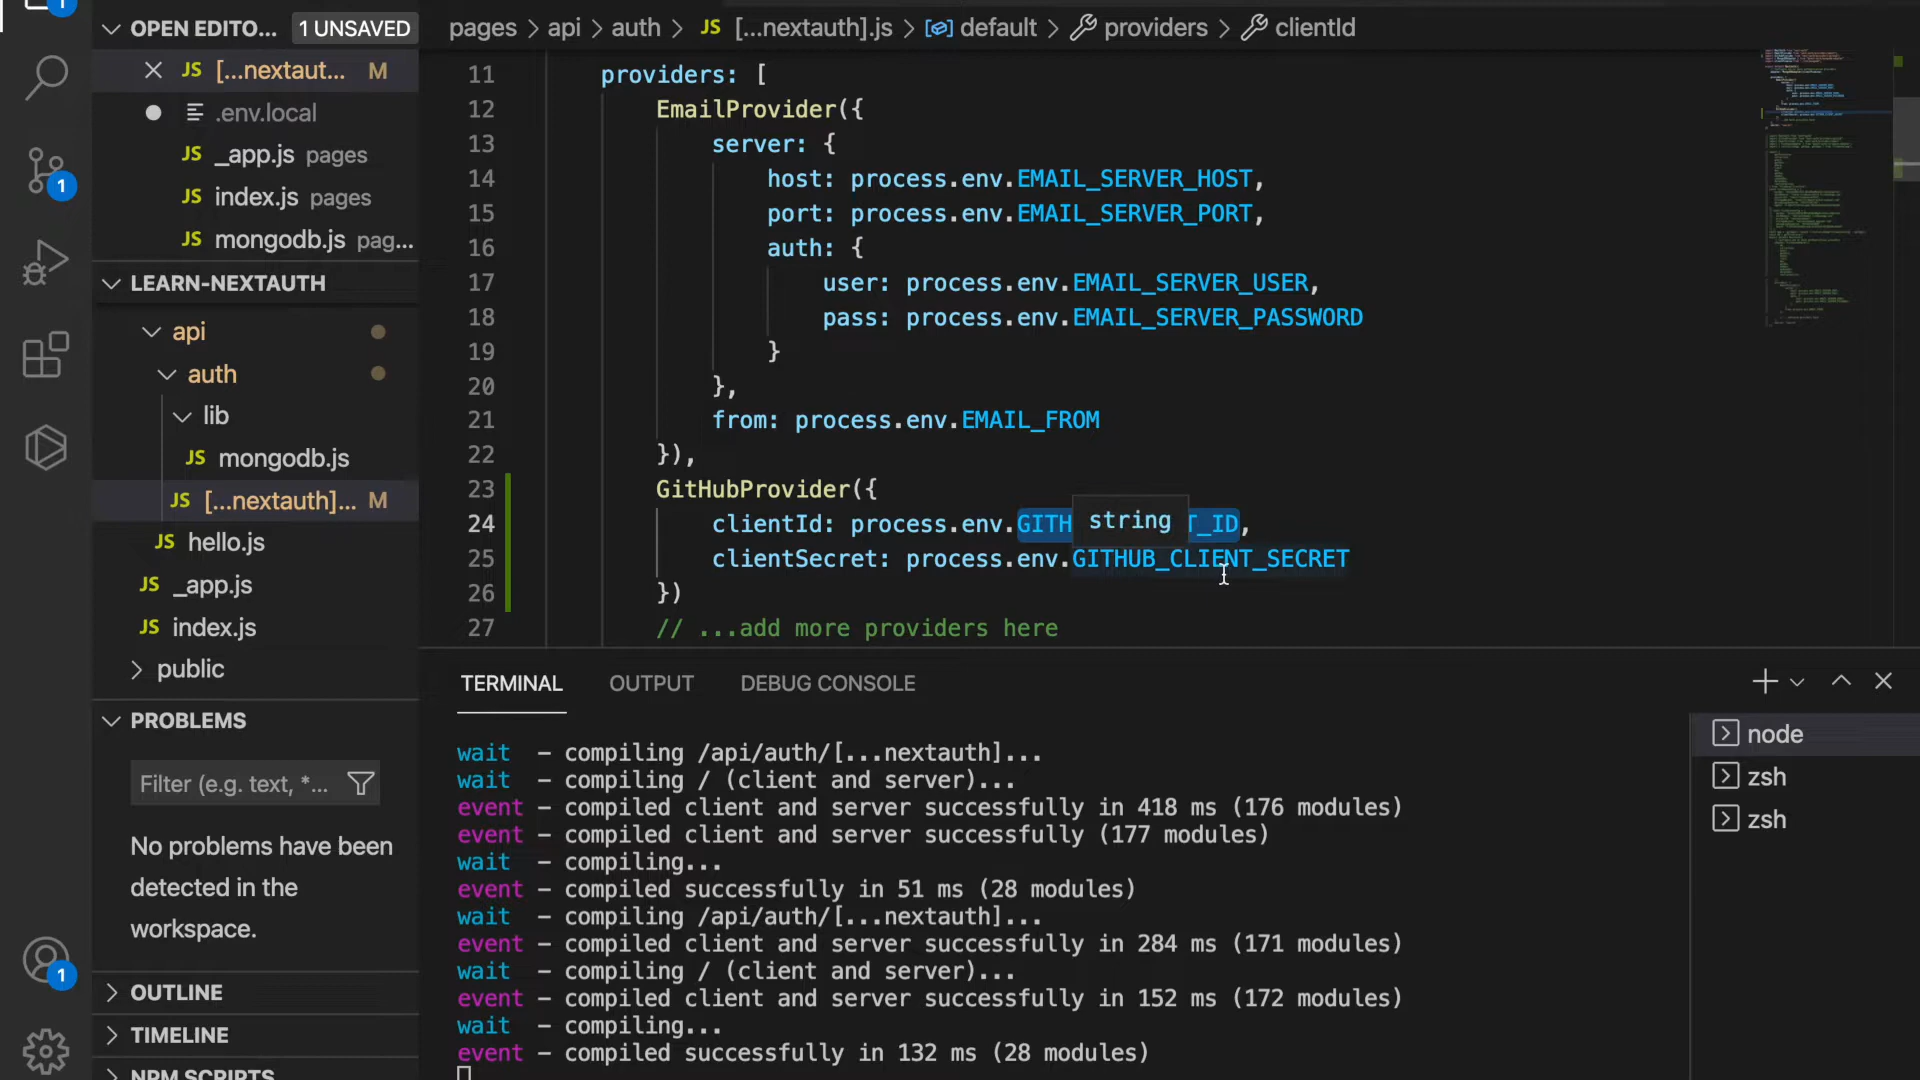 OPEN EDITO... 1 UNSAVED
JS [...nextaut... M
.env.local
JS _app.js pages
JS index.js pages
JS mongodb.js pag...
LEARN-NEXTAUTH
api
auth
lib
JS mongodb.js
JS [...nextauth]... M
JS hello.js
JS _app.js
JS index.js
public
PROBLEMS
Filter (e.g. text, *...
No problems have been
detected in the
workspace.
OUTLINE
TIMELINE
NPM SCRIPTS
1
1
1
pages > api > auth > JS [...nextauth].js > default > providers > clientId
11 providers: [
12 EmailProvider({
13 server: {
14 host: process.env.EMAIL_SERVER_HOST,
15 port: process.env.EMAIL_SERVER_PORT,
16 auth: {
17 user: process.env.EMAIL_SERVER_USER,
18 pass: process.env.EMAIL_SERVER_PASSWORD
19 }
20 },
21 from: process.env.EMAIL_FROM
22 }),
23 GitHubProvider({
24 clientId: process.env.GITH string T_ID,
25 clientSecret: process.env.GITHUB_CLIENT_SECRET
26 })
27 // ...add more providers here
TERMINAL OUTPUT DEBUG CONSOLE
wait – compiling /api/auth/[...nextauth]...
wait – compiling / (client and server)...
event – compiled client and server successfully in 418 ms (176 modules)
event – compiled client and server successfully (177 modules)
wait – compiling...
event – compiled successfully in 51 ms (28 modules)
wait – compiling /api/auth/[...nextauth]...
event – compiled client and server successfully in 284 ms (171 modules)
wait – compiling / (client and server)...
event – compiled client and server successfully in 152 ms (172 modules)
wait – compiling...
event – compiled successfully in 132 ms (28 modules)
node
zsh
zsh